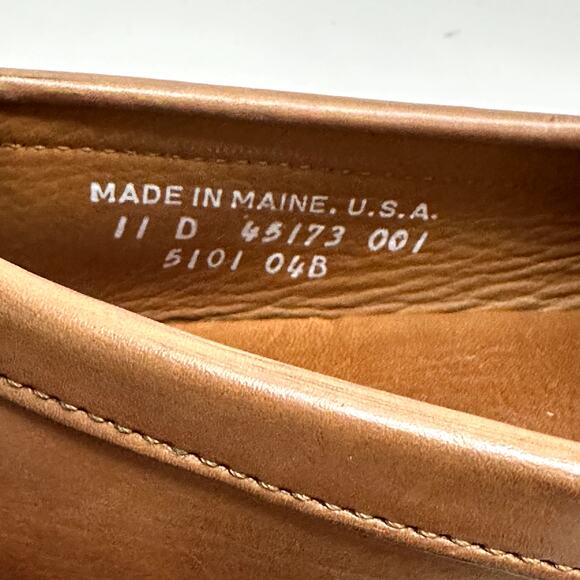 MADE IN MAINE. U.S.A.
11 D 45173 001
5101 04B